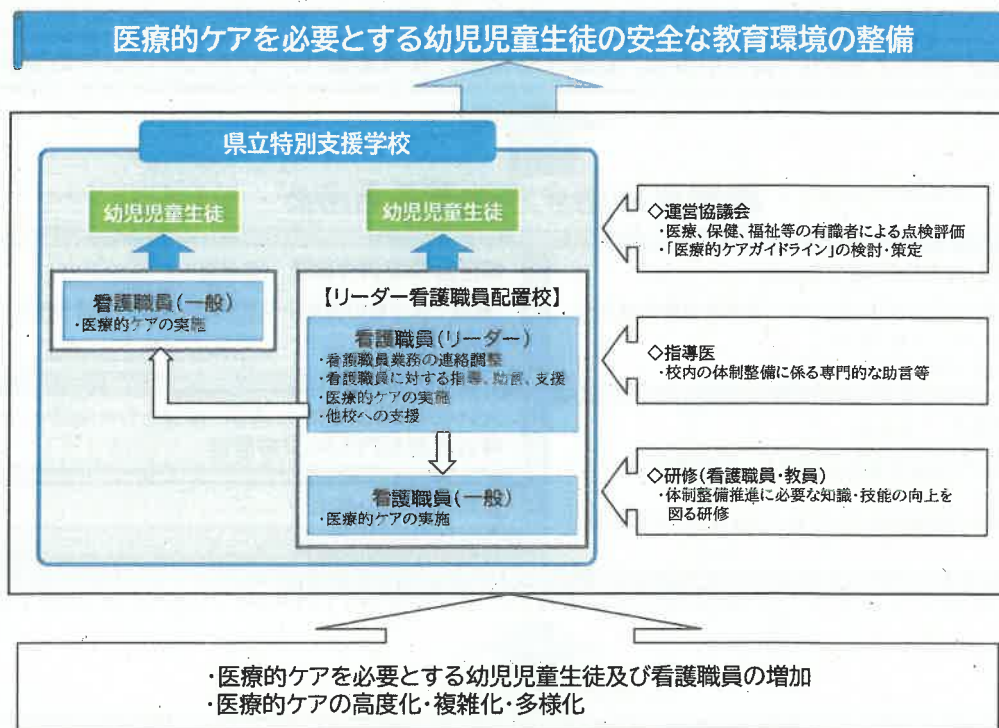 医療的ケアを必要とする幼児児童生徒の安全な教育環境の整備
県立特別支援学校
幼児児童生徒
看護職員(一般)
・医療的ケアの実施
幼児児童生徒
【リーダー看護職員配置校】
看護職員(リーダー)
・看護職員業務の連絡調整
・看護職員に対する指導、助言、支援
・医療的ケアの実施
・他校への支援
看護職員(一般)
・医療的ケアの実施
◇運営協議会
・医療、保健、福祉等の有識者による点検評価
・「医療的ケアガイドライン」の検討・策定
◇指導医
・校内の体制整備に係る専門的な助言等
◇研修(看護職員・教員)
・体制整備推進に必要な知識・技能の向上を
図る研修
・医療的ケアを必要とする幼児児童生徒及び看護職員の増加
・医療的ケアの高度化・複雑化・多様化